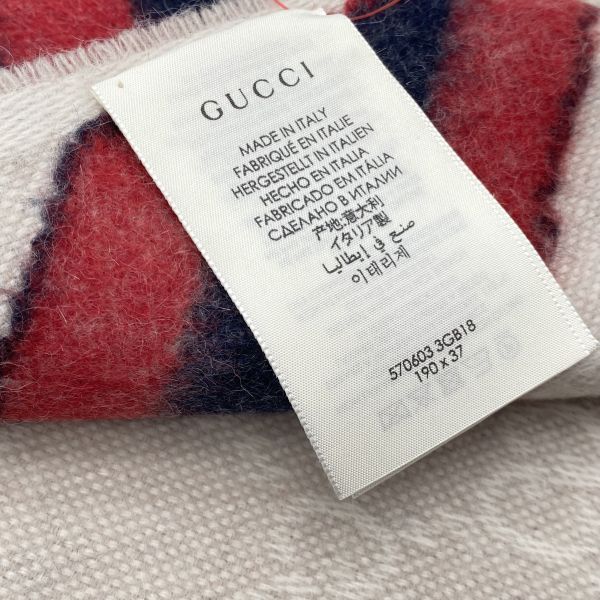 GUCCI
MADE IN ITALY
FABRIQUÉ EN ITALIE
HERGESTELLT IN ITALIEN
HECHO EN ITALIA
FABRICADO EM ITÁLIA
СДЕЛАНО В ИТАЛИИ
产地:意大利
イタリア製
صنع في إيطاليا
이태리제
570603 3GB18
190 x 37